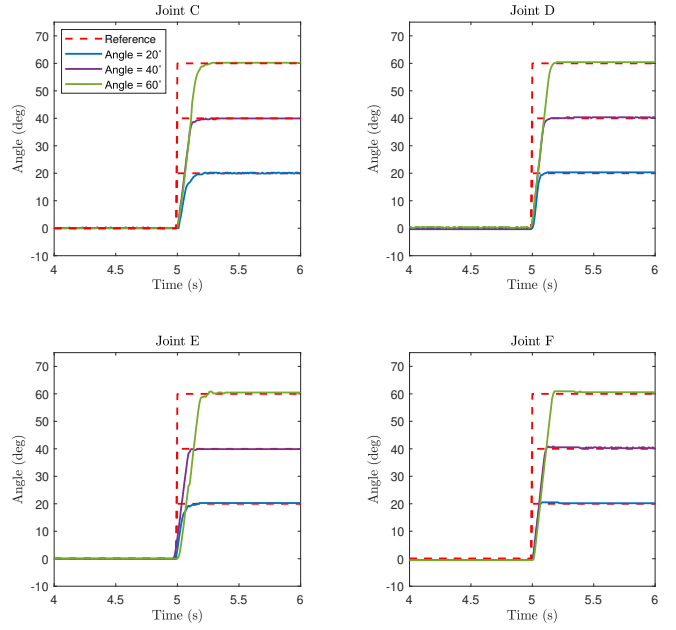 Joint C
Reference
Angle = 20°
Angle = 40°
Angle = 60°
70
60
50
40
30
20
10
0
-10
Angle (deg)
4 4.5 5 5.5 6
Time (s)
Joint D
70
60
50
40
30
20
10
0
-10
Angle (deg)
4 4.5 5 5.5 6
Time (s)
Joint E
70
60
50
40
30
20
10
0
-10
Angle (deg)
4 4.5 5 5.5 6
Time (s)
Joint F
70
60
50
40
30
20
10
0
-10
Angle (deg)
4 4.5 5 5.5 6
Time (s)